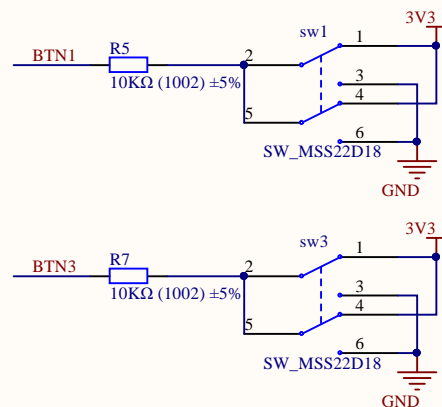 3V3
sw1
1
BTN1
R5
2
10KΩ (1002) ±5%
3
4
5
6
SW_MSS22D18
GND
3V3
sw3
1
BTN3
R7
2
10KΩ (1002) ±5%
3
4
5
6
SW_MSS22D18
GND